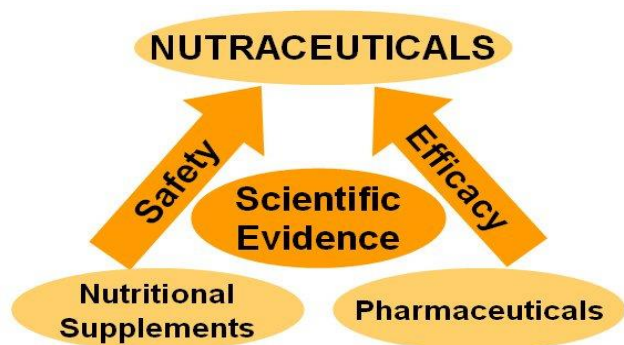 NUTRACEUTICALS
Safety
Efficacy
Scientific
Evidence
Nutritional
Supplements
Pharmaceuticals